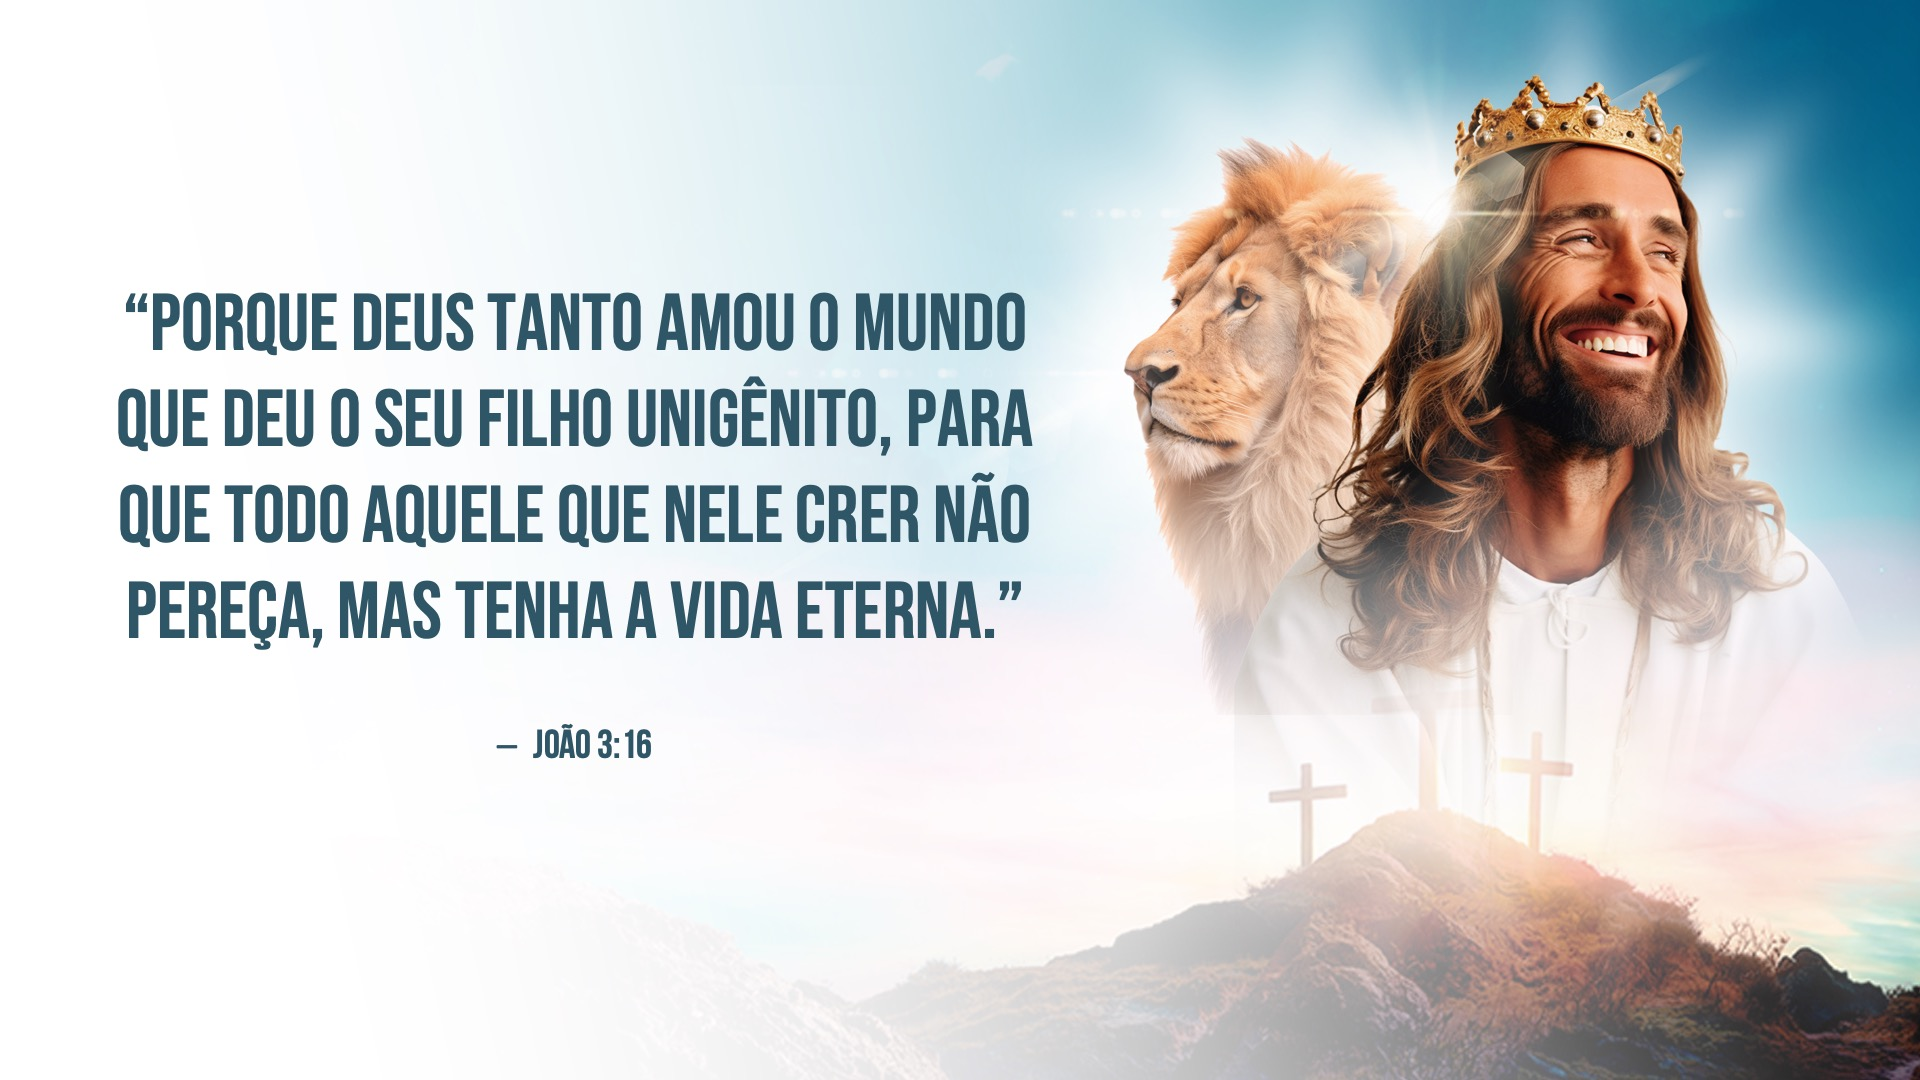 “PORQUE DEUS TANTO AMOU O MUNDO
QUE DEU O SEU FILHO UNIGÊNITO, PARA
QUE TODO AQUELE QUE NELE CRER NÃO
PEREÇA, MAS TENHA A VIDA ETERNA.”
– JOÃO 3:16